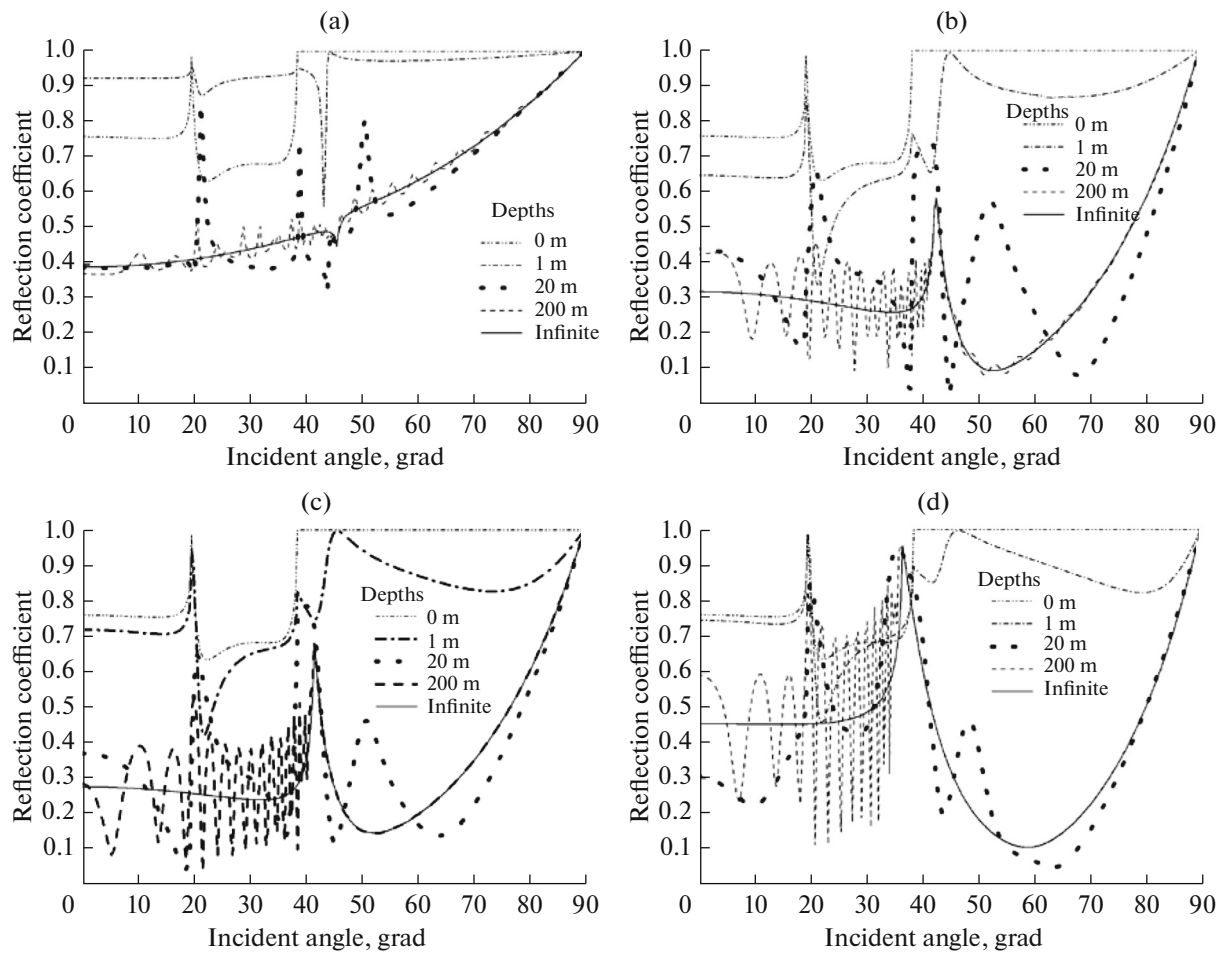 (a)
1.0
0.9
0.8
0.7
0.6
0.5
0.4
0.3
0.2
0.1
Reflection coefficient
Depths
0 m
1 m
20 m
200 m
Infinite
0 10 20 30 40 50 60 70 80 90
Incident angle, grad
(b)
1.0
0.9
0.8
0.7
0.6
0.5
0.4
0.3
0.2
0.1
Reflection coefficient
Depths
0 m
1 m
20 m
200 m
Infinite
0 10 20 30 40 50 60 70 80 90
Incident angle, grad
(c)
1.0
0.9
0.8
0.7
0.6
0.5
0.4
0.3
0.2
0.1
Reflection coefficient
Depths
0 m
1 m
20 m
200 m
Infinite
0 10 20 30 40 50 60 70 80 90
Incident angle, grad
(d)
1.0
0.9
0.8
0.7
0.6
0.5
0.4
0.3
0.2
0.1
Reflection coefficient
Depths
0 m
1 m
20 m
200 m
Infinite
0 10 20 30 40 50 60 70 80 90
Incident angle, grad